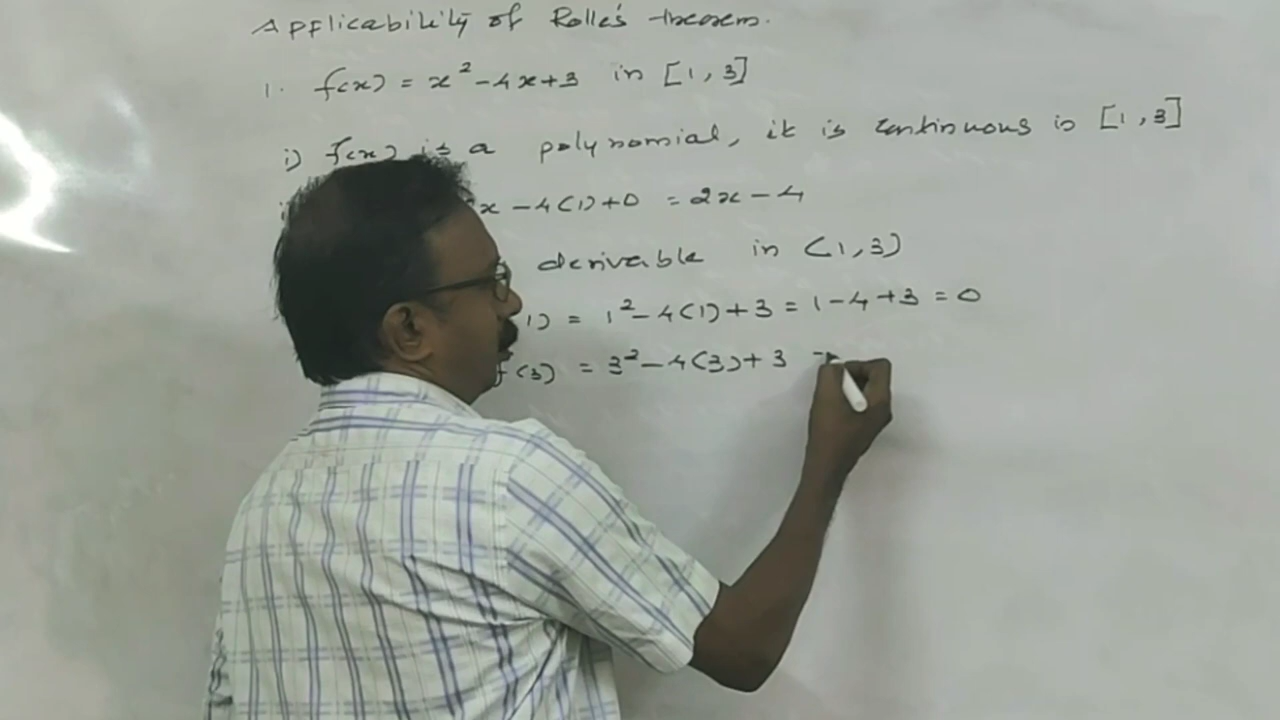 Applicability of Rolle's theorem.
1. f(x) = x² - 4x + 3 in [1, 3]
i) f(x) is a polynomial, it is continuous in [1, 3]
x - 4(1) + 0 = 2x - 4
derivable in (1, 3)
1) = 1² - 4(1) + 3 = 1 - 4 + 3 = 0
f(3) = 3² - 4(3) + 3 =